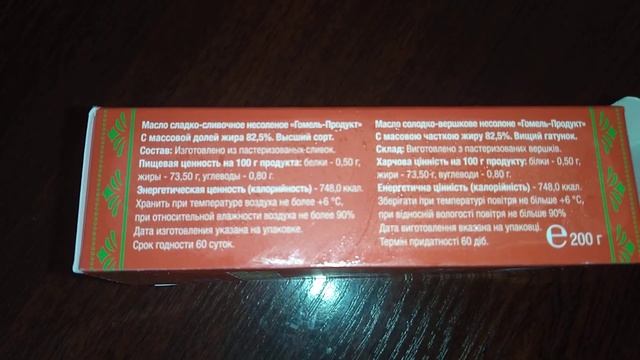 Масло сладко-сливочное несоленое «Гомель-Продукт»
С массовой долей жира 82,5%. Высший сорт.
Состав: Изготовлено из пастеризованных сливок.
Пищевая ценность на 100 г продукта: белки - 0,50 г,
жиры - 73,50 г, вуглеводы - 0,80 г.
Энергетическая ценность (калорийность) - 748,0 ккал.
Хранить при температуре воздуха не более +6 °С,
при относительной влажности воздуха не более 90%
Дата изготовления указана на упаковке.
Срок годности 60 суток.
Масло солодко-вершкове несолоне «Гомель-Продукт»
С масовою часткою жиру 82,5%. Вищий гатунок.
Склад: Виготовлено з пастеризованих вершків.
Харчова цінність на 100 г продукту: білки - 0,50 г,
жири - 73,50 г, вуглеводи - 0,80 г.
Енергетична цінність (калорійність) - 748,0 ккал.
Зберігати при температурі повітря не більше +6 °С,
при відносній вологості повітря не більше 90%
Дата виготовлення вказана на упаковці.
Термін придатності 60 діб.
℮ 200 г